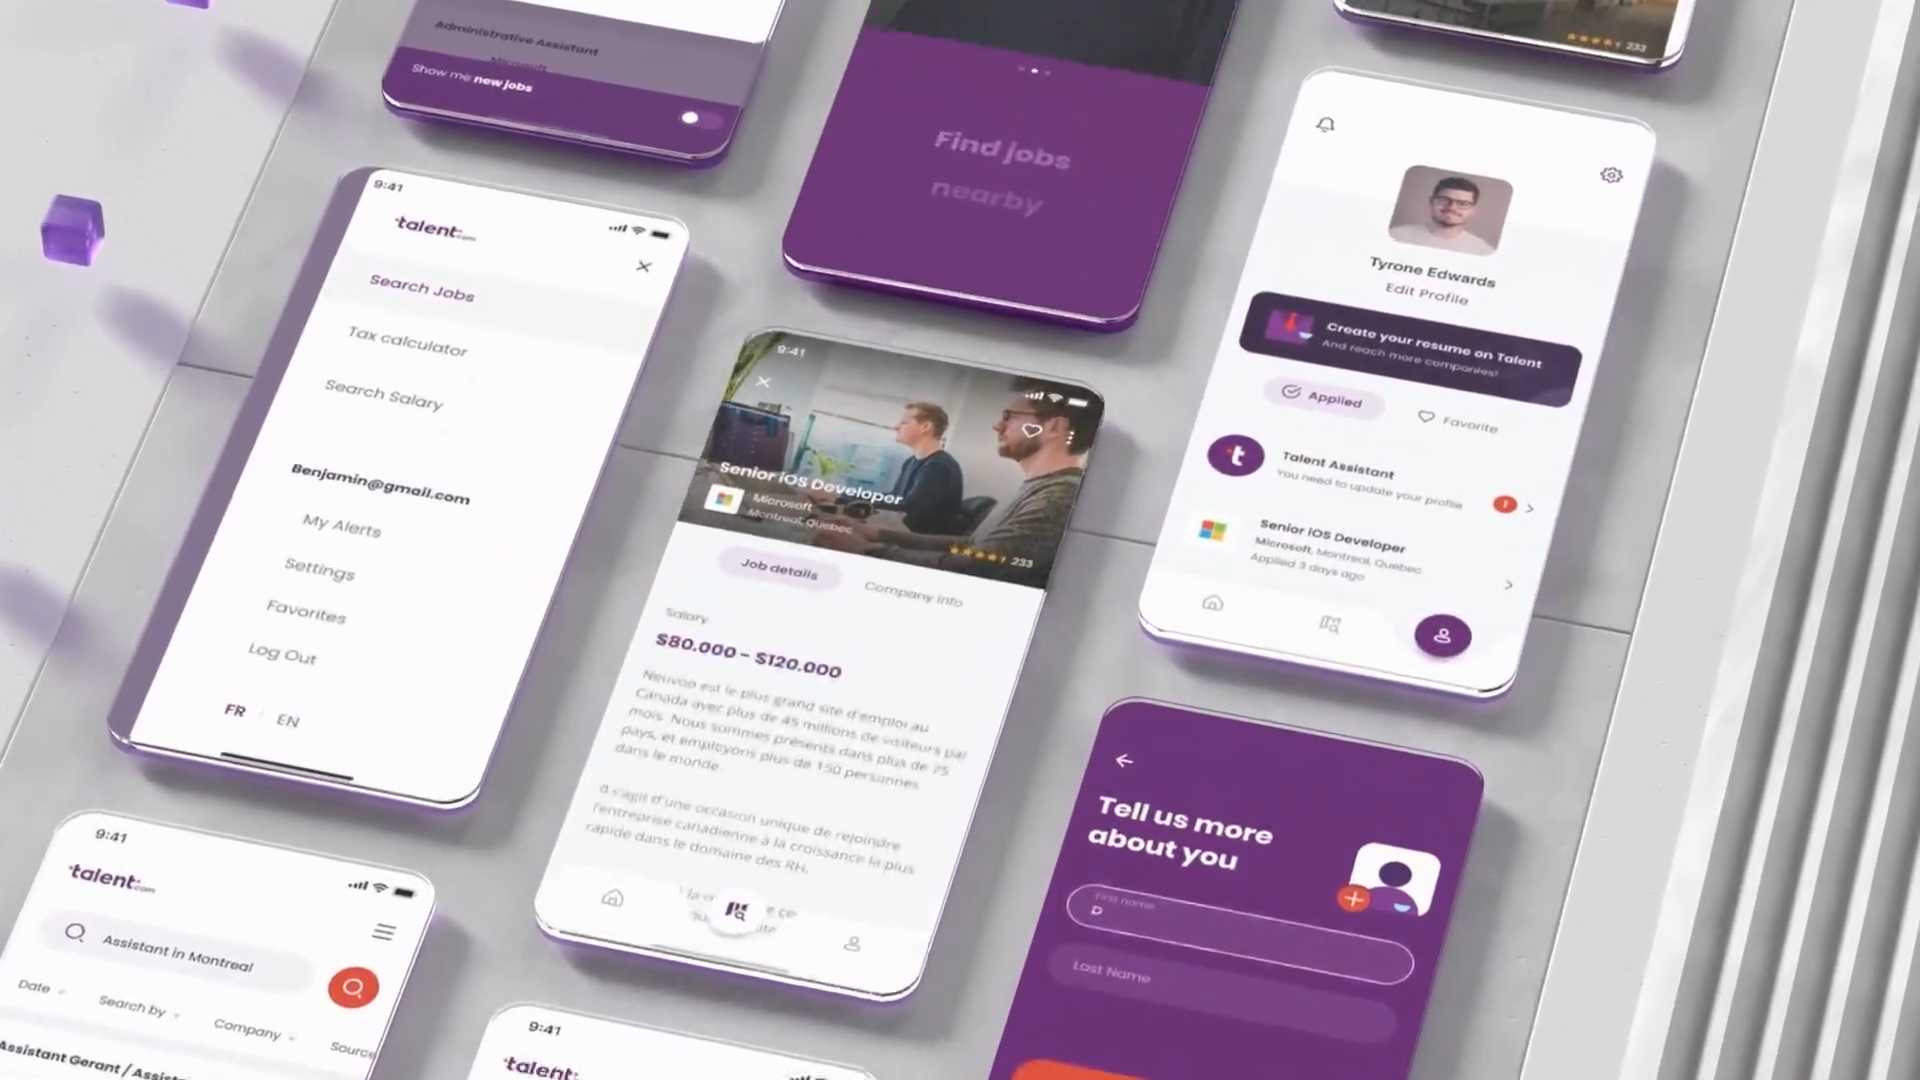 Administrative Assistant
Microsoft
Show me new jobs
Find jobs
nearby
233
9:41
talent.com
Search Jobs
Tax calculator
Search Salary
Benjamin@gmail.com
My Alerts
Settings
Favorites
Log Out
FR
EN
9:41
Senior iOS Developer
Microsoft
Montreal, Quebec
233
Job details
Company info
Salary
$80.000 - $120.000
Neuvoo est le plus grand site d'emploi au
Canada avec plus de 45 millions de visiteurs par
mois. Nous sommes présents dans plus de 75
pays, et employons plus de 150 personnes
dans le monde.
Il s'agit d'une occasion unique de rejoindre
l'entreprise canadienne à la croissance la plus
rapide dans le domaine des RH.
Tyrone Edwards
Edit Profile
Create your resume on Talent
And reach more companies!
Applied
Favorite
t
Talent Assistant
You need to update your profile
!
Senior iOS Developer
Microsoft, Montreal, Quebec
Applied 3 days ago
Tell us more
about you
First name
D
Last Name
9:41
talent.com
Assistant in Montreal
Date
Search by
Company
Source
Assistant Gerant / Assist
9:41
talent